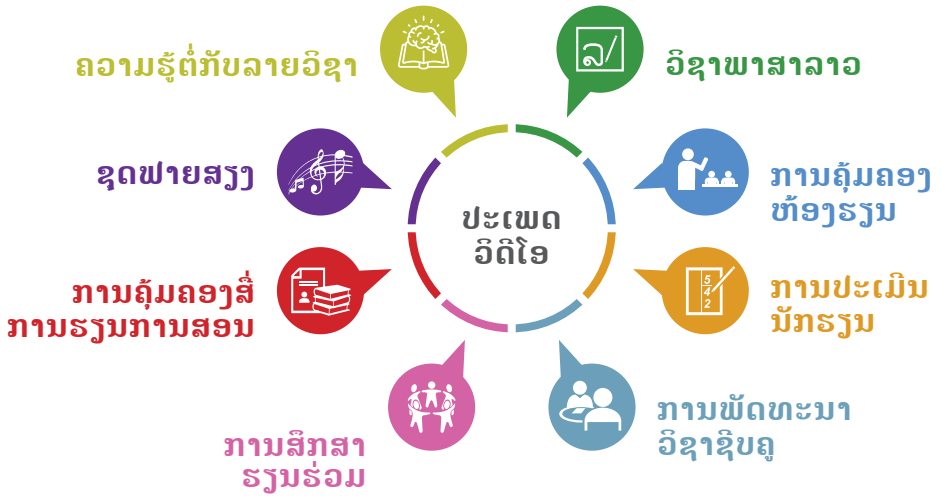 ປະເພດ
ວິດີໂອ
ວິຊາພາສາລາວ
ການຄຸ້ມຄອງ
ຫ້ອງຮຽນ
ການປະເມີນ
ນັກຮຽນ
ການພັດທະນາ
ວິຊາຊີບຄູ
ການສຶກສາ
ຮຽນຮ່ວມ
ການຄຸ້ມຄອງສື່
ການຮຽນການສອນ
ຊຸດຟາຍສຽງ
ຄວາມຮູ້ຕໍ່ກັບລາຍວິຊາ
ລ
5
4
2